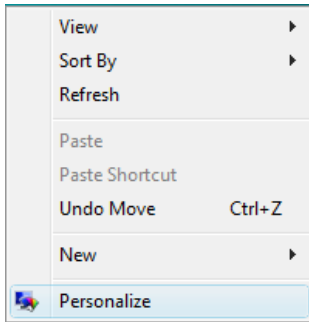 View
Sort By
Refresh
Paste
Paste Shortcut
Undo Move Ctrl+Z
New
Personalize